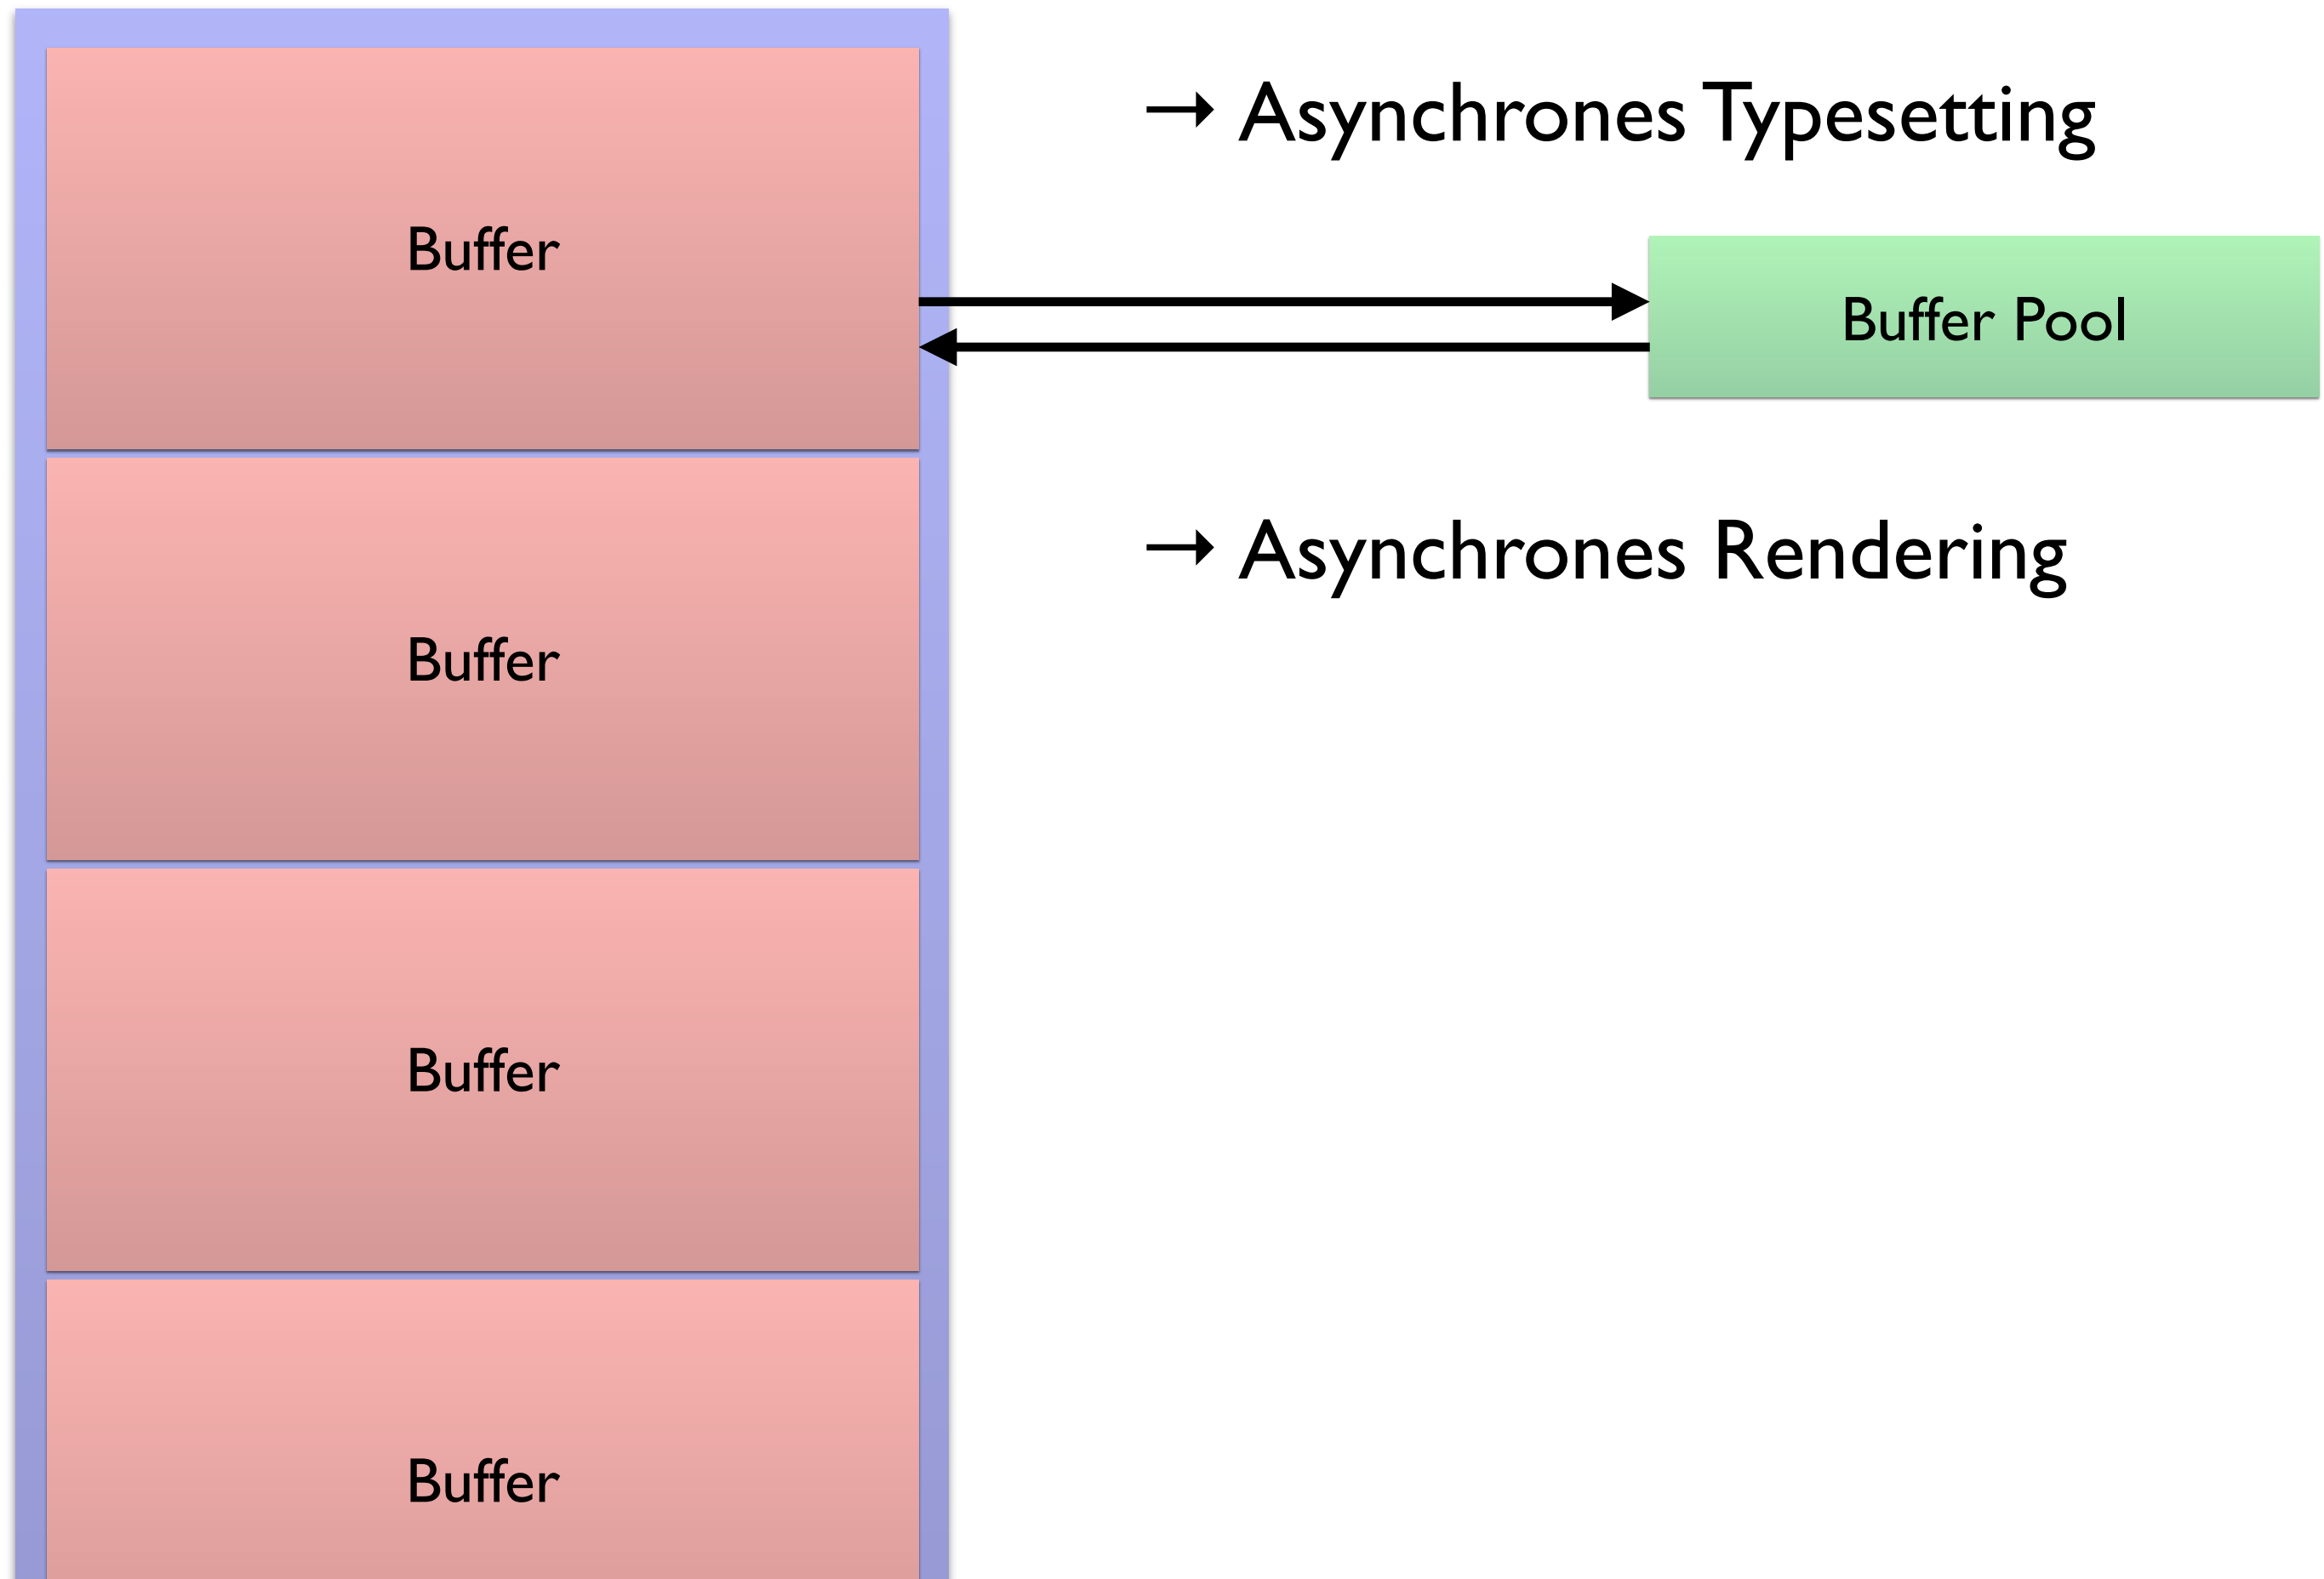 → Asynchrones Typesetting
Buffer
Buffer Pool
→ Asynchrones Rendering
Buffer
Buffer
Buffer